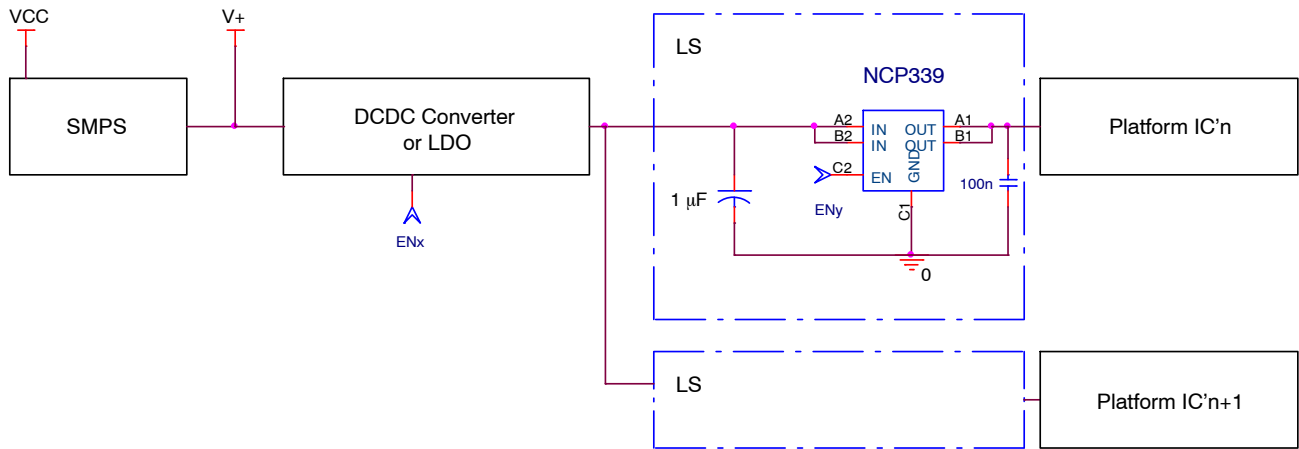 VCC
V+
LS
NCP339
SMPS
DCDC Converter
or LDO
A2
B2
IN
IN
OUT
OUT
A1
B1
Platform IC'n
C2
EN
GND
100n
1 μF
ENy
C1
ENx
0
LS
Platform IC'n+1